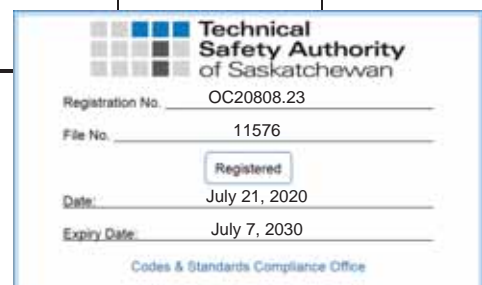 Technical
Safety Authority
of Saskatchewan
Registration No. OC20808.23
File No. 11576
Registered
Date: July 21, 2020
Expiry Date: July 7, 2030
Codes & Standards Compliance Office